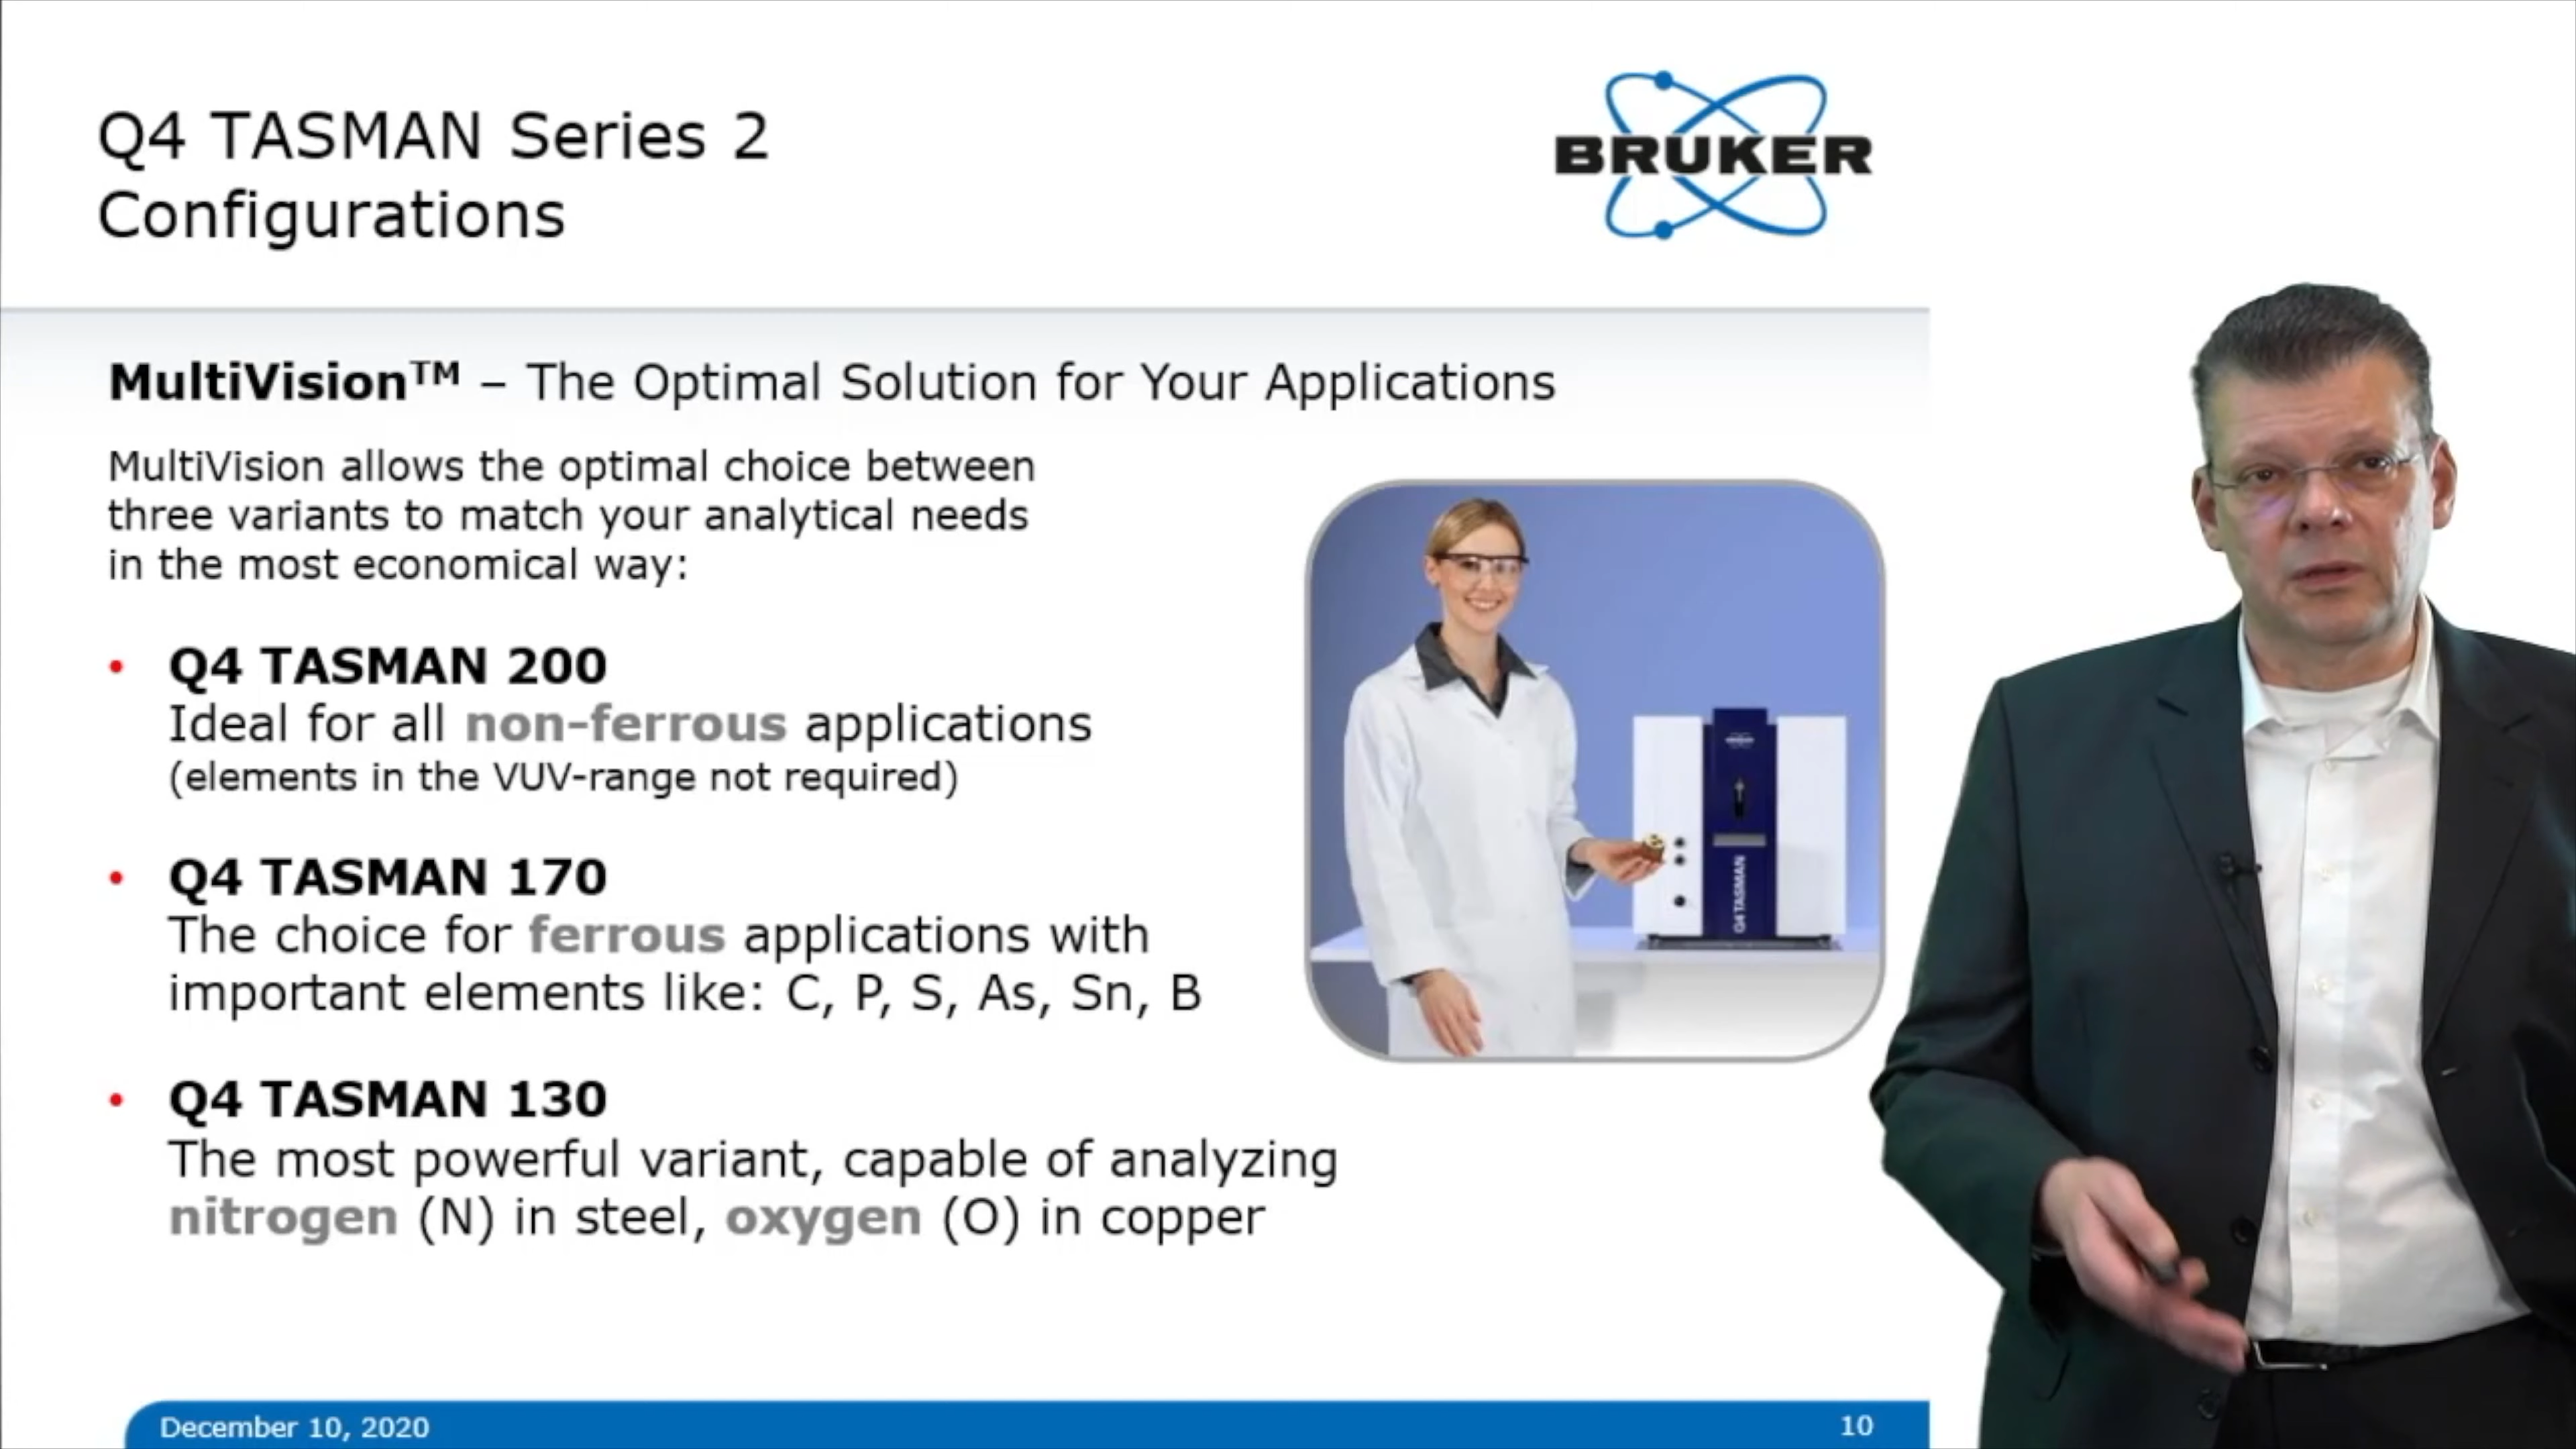 Q4 TASMAN Series 2
Configurations
BRUKER
MultiVision™ – The Optimal Solution for Your Applications
MultiVision allows the optimal choice between
three variants to match your analytical needs
in the most economical way:
• Q4 TASMAN 200
Ideal for all non-ferrous applications
(elements in the VUV-range not required)
• Q4 TASMAN 170
The choice for ferrous applications with
important elements like: C, P, S, As, Sn, B
• Q4 TASMAN 130
The most powerful variant, capable of analyzing
nitrogen (N) in steel, oxygen (O) in copper
Q4 TASMAN
December 10, 2020
10